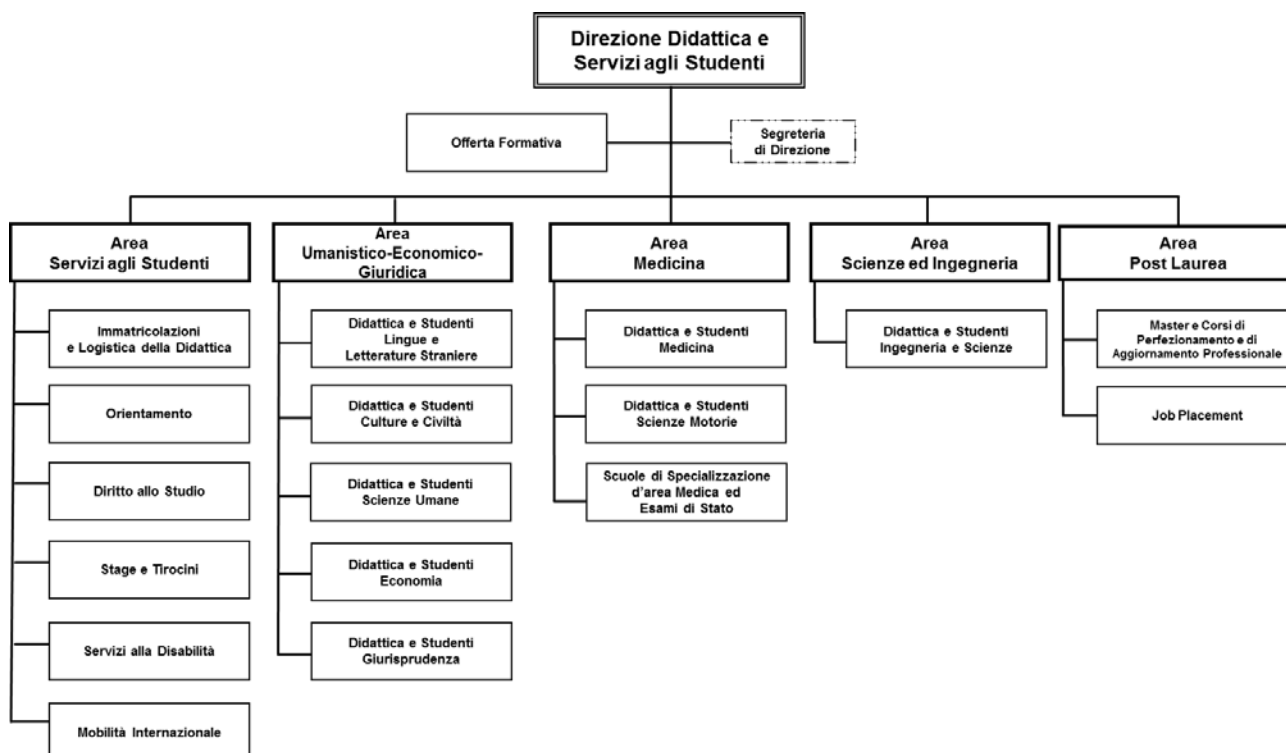 Direzione Didattica e
Servizi agli Studenti
Offerta Formativa
Segreteria
di Direzione
Area
Servizi agli Studenti
Area
Umanistico-Economico-
Giuridica
Area
Medicina
Area
Scienze ed Ingegneria
Area
Post Laurea
Immatricolazioni
e Logistica della Didattica
Orientamento
Diritto allo Studio
Stage e Tirocini
Servizi alla Disabilità
Mobilità Internazionale
Didattica e Studenti
Lingue e
Letterature Straniere
Didattica e Studenti
Culture e Civiltà
Didattica e Studenti
Scienze Umane
Didattica e Studenti
Economia
Didattica e Studenti
Giurisprudenza
Didattica e Studenti
Medicina
Didattica e Studenti
Scienze Motorie
Scuole di Specializzazione
d'area Medica ed
Esami di Stato
Didattica e Studenti
Ingegneria e Scienze
Master e Corsi di
Perfezionamento e di
Aggiornamento Professionale
Job Placement